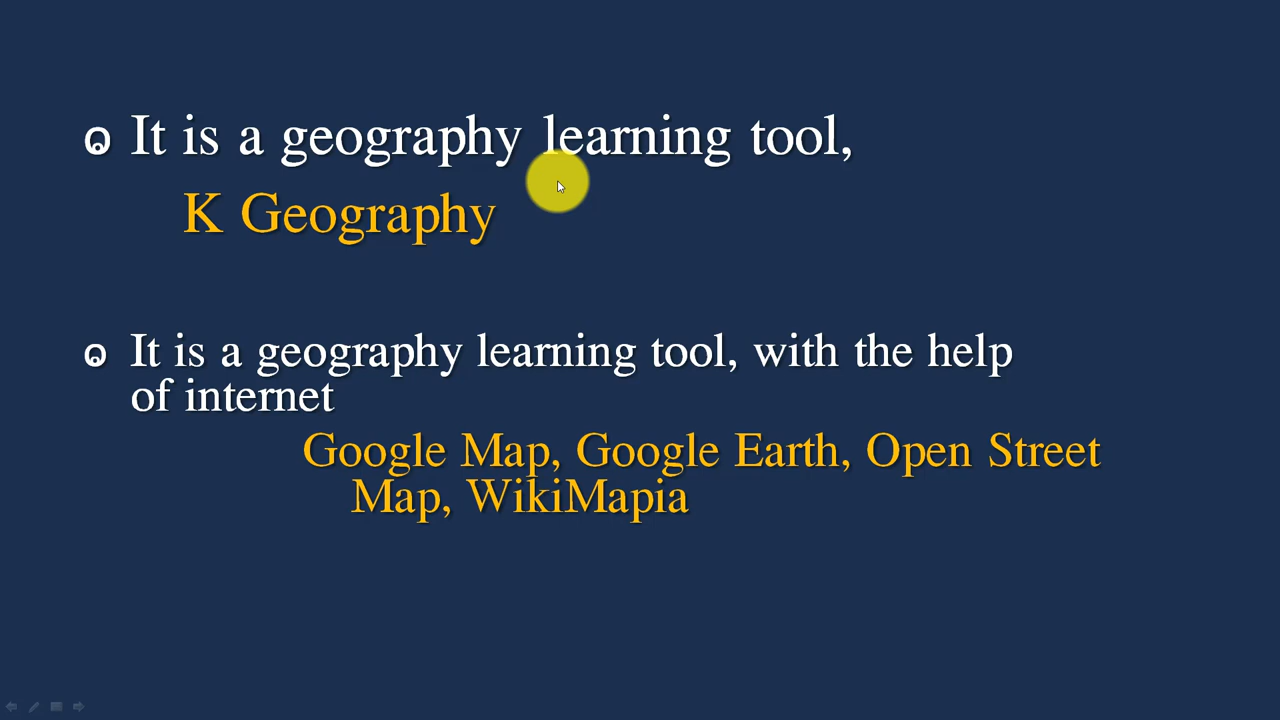 It is a geography learning tool,
K Geography
It is a geography learning tool, with the help
of internet
Google Map, Google Earth, Open Street
Map, WikiMapia